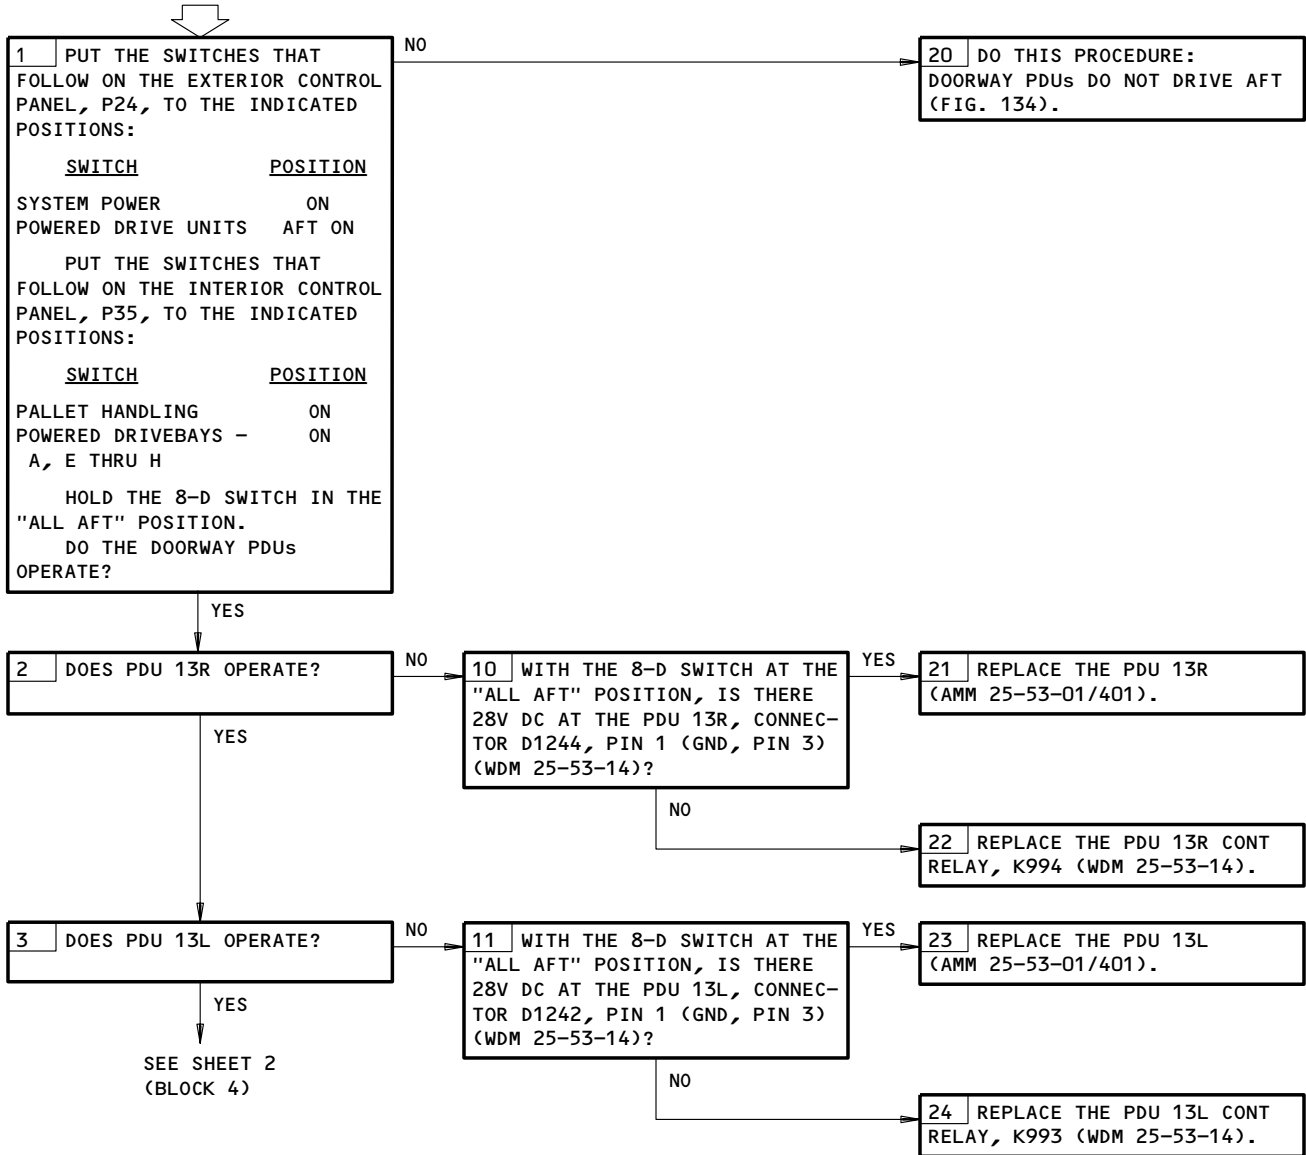 1 PUT THE SWITCHES THAT
FOLLOW ON THE EXTERIOR CONTROL
PANEL, P24, TO THE INDICATED
POSITIONS:
SWITCH POSITION
SYSTEM POWER ON
POWERED DRIVE UNITS AFT ON
PUT THE SWITCHES THAT
FOLLOW ON THE INTERIOR CONTROL
PANEL, P35, TO THE INDICATED
POSITIONS:
SWITCH POSITION
PALLET HANDLING ON
POWERED DRIVEBAYS – ON
A, E THRU H
HOLD THE 8-D SWITCH IN THE
"ALL AFT" POSITION.
DO THE DOORWAY PDUs
OPERATE?
NO
20 DO THIS PROCEDURE:
DOORWAY PDUs DO NOT DRIVE AFT
(FIG. 134).
YES
2 DOES PDU 13R OPERATE?
NO
10 WITH THE 8-D SWITCH AT THE
"ALL AFT" POSITION, IS THERE
28V DC AT THE PDU 13R, CONNEC-
TOR D1244, PIN 1 (GND, PIN 3)
(WDM 25-53-14)?
YES
21 REPLACE THE PDU 13R
(AMM 25-53-01/401).
NO
22 REPLACE THE PDU 13R CONT
RELAY, K994 (WDM 25-53-14).
YES
3 DOES PDU 13L OPERATE?
NO
11 WITH THE 8-D SWITCH AT THE
"ALL AFT" POSITION, IS THERE
28V DC AT THE PDU 13L, CONNEC-
TOR D1242, PIN 1 (GND, PIN 3)
(WDM 25-53-14)?
YES
23 REPLACE THE PDU 13L
(AMM 25-53-01/401).
NO
24 REPLACE THE PDU 13L CONT
RELAY, K993 (WDM 25-53-14).
YES
SEE SHEET 2
(BLOCK 4)